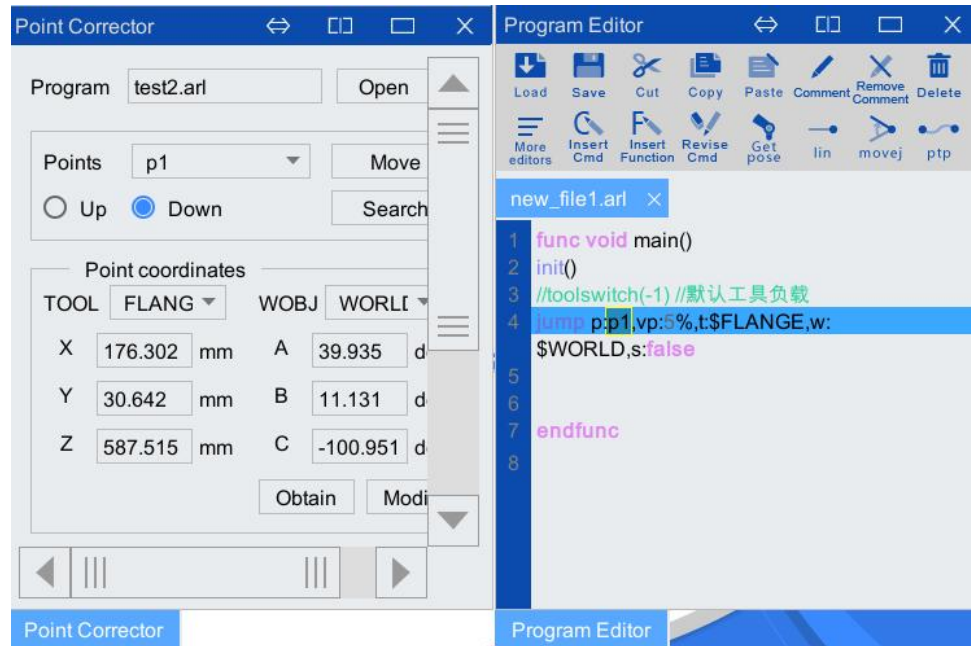 Point Corrector
Program test2.arl Open
Points p1 Move
Up Down Search
Point coordinates
TOOL FLANG WOBJ WORL
X 176.302 mm A 39.935 d
Y 30.642 mm B 11.131 d
Z 587.515 mm C -100.951 d
Obtain Modi
Point Corrector
Program Editor
Load Save Cut Copy Paste Comment Remove Comment Delete
More editors Insert Cmd Insert Function Revise Cmd Get pose lin movej ptp
new_file1.arl
1 func void main()
2 init()
3 //toolswitch(-1) //默认工具负载
4 jump p:p1,vp:5%,t:$FLANGE,w:
$WORLD,s:false
5
6
7 endfunc
8
Program Editor